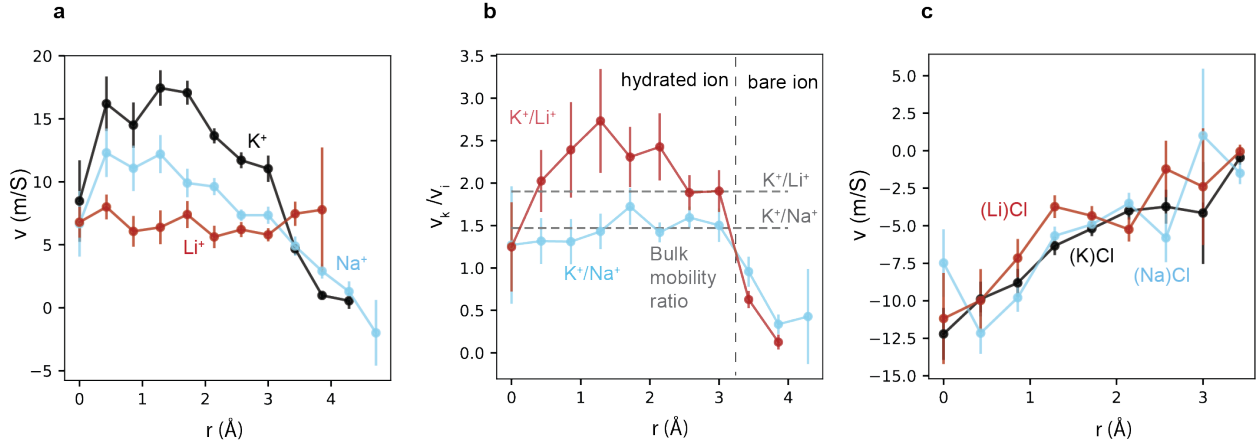 a
20
15
10
5
0
−5
v (m/S)
K⁺
Li⁺
Na⁺
0 1 2 3 4
r (Å)
b
3.5
3.0
2.5
2.0
1.5
1.0
0.5
0.0
v_k /v_i
hydrated ion
bare ion
K⁺/Li⁺
K⁺/Li⁺
K⁺/Na⁺
K⁺/Na⁺
Bulk
mobility
ratio
0 1 2 3 4
r (Å)
c
5.0
2.5
0.0
−2.5
−5.0
−7.5
−10.0
−12.5
−15.0
v (m/S)
(Li)Cl
(K)Cl
(Na)Cl
0 1 2 3
r (Å)